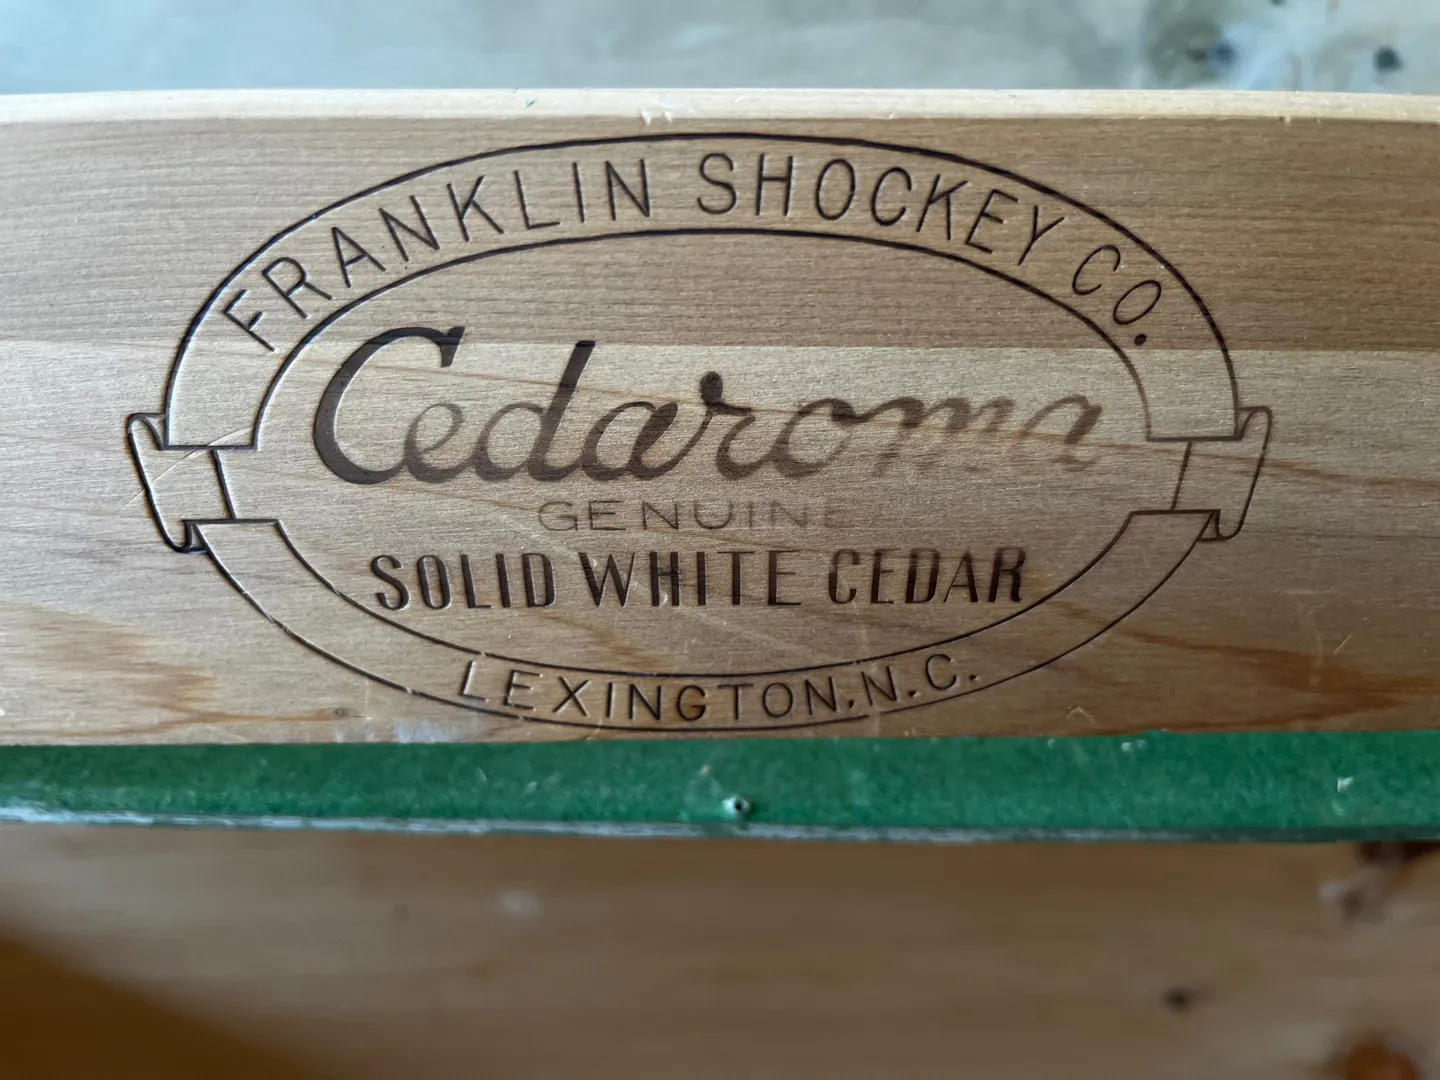 FRANKLIN SHOCKEY CO.
Cedaroma
GENUINE
SOLID WHITE CEDAR
LEXINGTON, N.C.